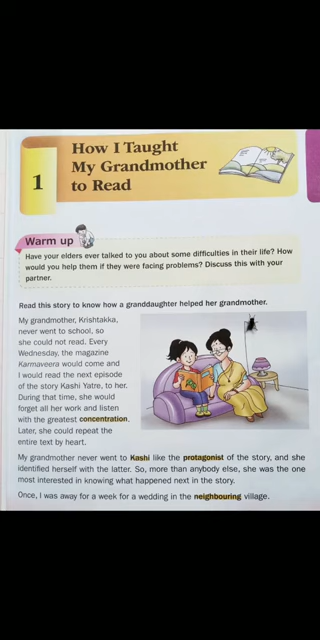 How I Taught
My Grandmother
to Read
1
Warm up
Have your elders ever talked to you about some difficulties in their life? How
would you help them if they were facing problems? Discuss this with your
partner.
Read this story to know how a granddaughter helped her grandmother.
My grandmother, Krishtakka,
never went to school, so
she could not read. Every
Wednesday, the magazine
Karmaveera would come and
I would read the next episode
of the story Kashi Yatre, to her.
During that time, she would
forget all her work and listen
with the greatest concentration.
Later, she could repeat the
entire text by heart.
My grandmother never went to Kashi like the protagonist of the story, and she
identified herself with the latter. So, more than anybody else, she was the one
most interested in knowing what happened next in the story.
Once, I was away for a week for a wedding in the neighbouring village.